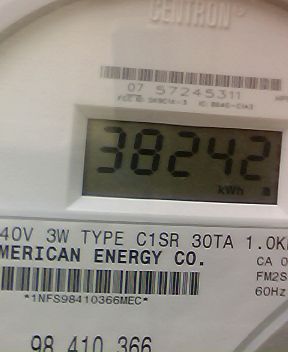 CENTRON®
07 57245311
38242
kWh
40V 3W TYPE C1SR 30TA 1.0K
MERICAN ENERGY CO.
CA 0
FM2S
*1NFS98410366MEC*
60Hz
98 410 366